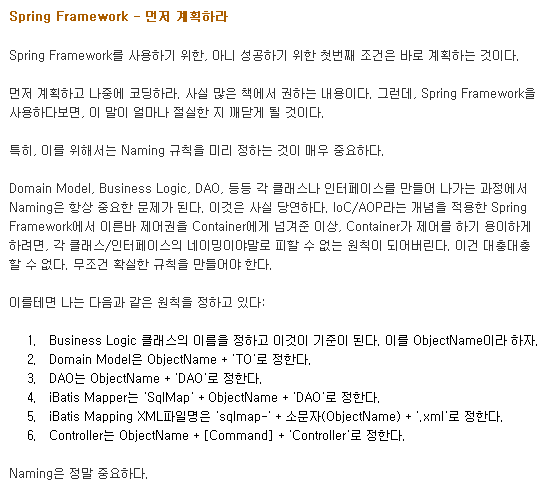 Spring Framework - 먼저 계획하라
Spring Framework를 사용하기 위한, 아니 성공하기 위한 첫번째 조건은 바로 계획하는 것이다.
먼저 계획하고 나중에 코딩하라. 사실 많은 책에서 권하는 내용이다. 그런데, Spring Framework을
사용하다보면, 이 말이 얼마나 절실한 지 깨닫게 될 것이다.
특히, 이를 위해서는 Naming 규칙을 미리 정하는 것이 매우 중요하다.
Domain Model, Business Logic, DAO, 등등 각 클래스나 인터페이스를 만들어 나가는 과정에서
Naming은 항상 중요한 문제가 된다. 이것은 사실 당연하다. IoC/AOP라는 개념을 적용한 Spring
Framework에서 이른바 제어권을 Container에게 넘겨준 이상, Container가 제어를 하기 용이하게
하려면, 각 클래스/인터페이스의 네이밍이야말로 피할 수 없는 원칙이 되어버린다. 이건 대충대충
할 수 없다. 무조건 확실한 규칙을 만들어야 한다.
이를테면 나는 다음과 같은 원칙을 정하고 있다:
1. Business Logic 클래스의 이름을 정하고 이것이 기준이 된다. 이를 ObjectName이라 하자.
2. Domain Model은 ObjectName + 'TO'로 정한다.
3. DAO는 ObjectName + 'DAO'로 정한다.
4. iBatis Mapper는 'SqlMap' + ObjectName + 'DAO'로 정한다.
5. iBatis Mapping XML파일명은 'sqlmap-' + 소문자(ObjectName) + '.xml'로 정한다.
6. Controller는 ObjectName + [Command] + 'Controller'로 정한다.
Naming은 정말 중요하다.